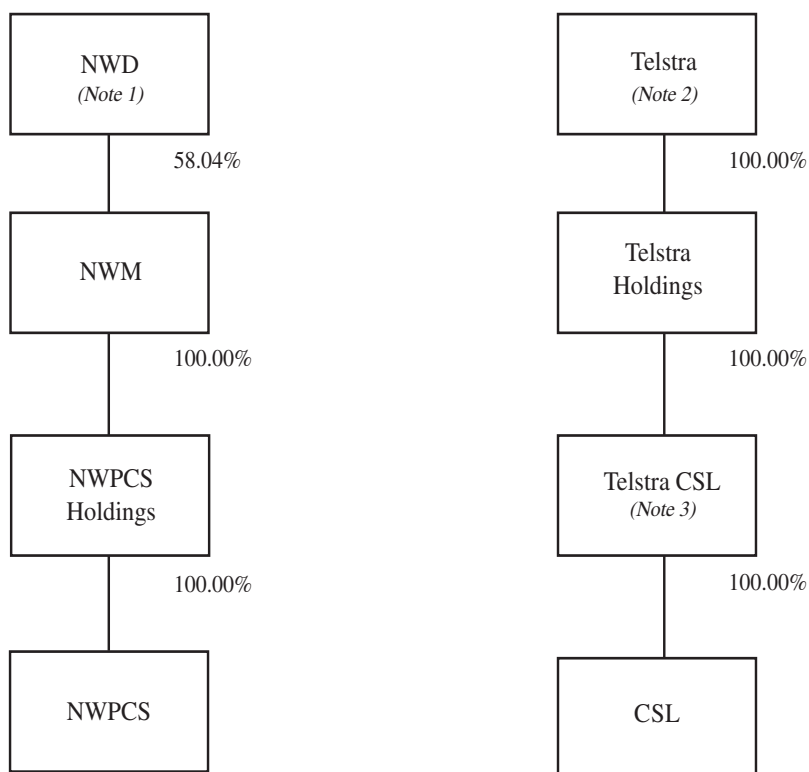 NWD
(Note 1)
58.04%
NWM
100.00%
NWPCS
Holdings
100.00%
NWPCS
Telstra
(Note 2)
100.00%
Telstra
Holdings
100.00%
Telstra CSL
(Note 3)
100.00%
CSL